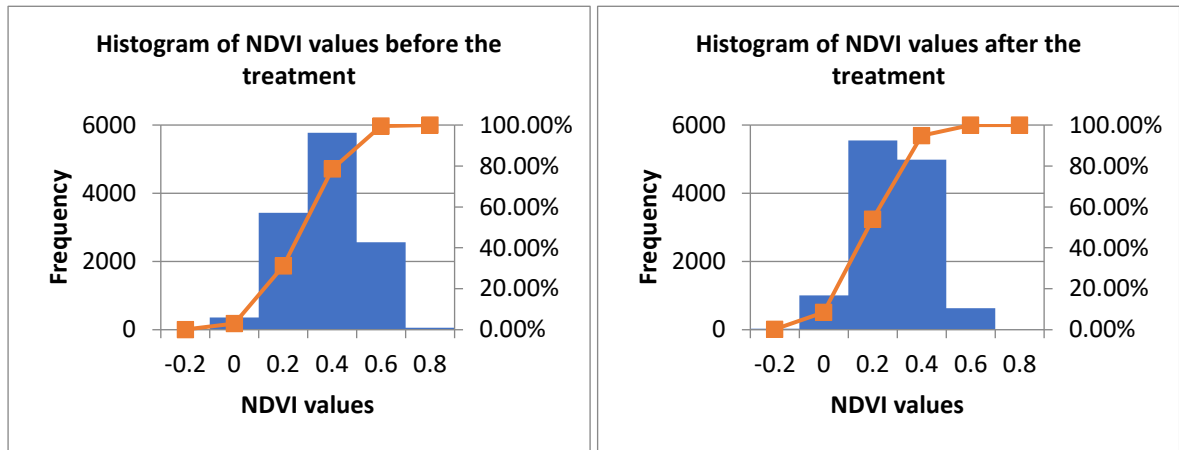 Histogram of NDVI values before the
treatment
6000
4000
2000
0
Frequency
100.00%
80.00%
60.00%
40.00%
20.00%
0.00%
-0.2 0 0.2 0.4 0.6 0.8
NDVI values
Histogram of NDVI values after the
treatment
6000
4000
2000
0
Frequency
100.00%
80.00%
60.00%
40.00%
20.00%
0.00%
-0.2 0 0.2 0.4 0.6 0.8
NDVI values